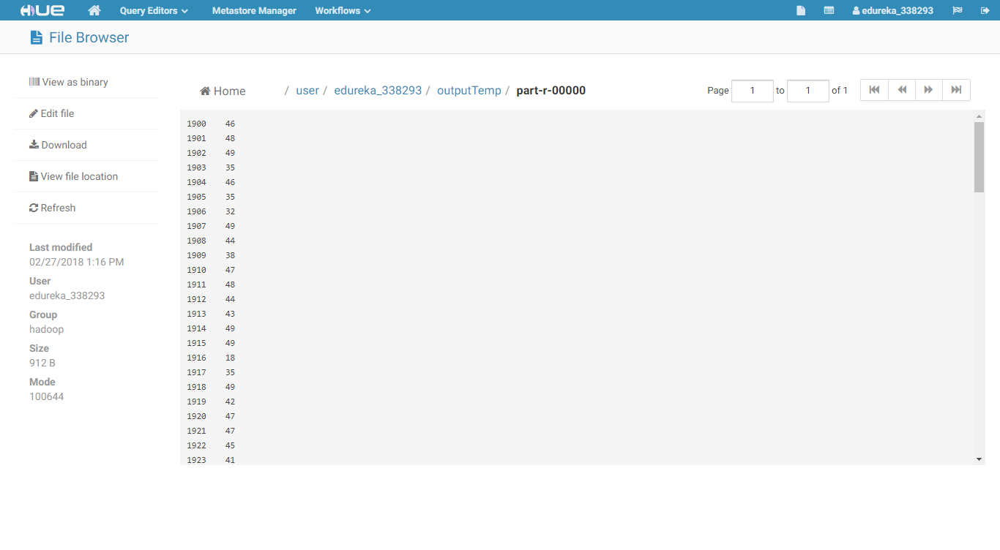 HUE Query Editors Metastore Manager Workflows edureka_338293
File Browser
View as binary
Edit file
Download
View file location
Refresh
Last modified
02/27/2018 1:16 PM
User
edureka_338293
Group
hadoop
Size
912 B
Mode
100644
Home / user / edureka_338293 / outputTemp / part-r-00000 Page 1 to 1 of 1
1900 46
1901 48
1902 49
1903 35
1904 46
1905 35
1906 32
1907 49
1908 44
1909 38
1910 47
1911 48
1912 44
1913 43
1914 49
1915 49
1916 18
1917 35
1918 49
1919 42
1920 47
1921 47
1922 45
1923 41